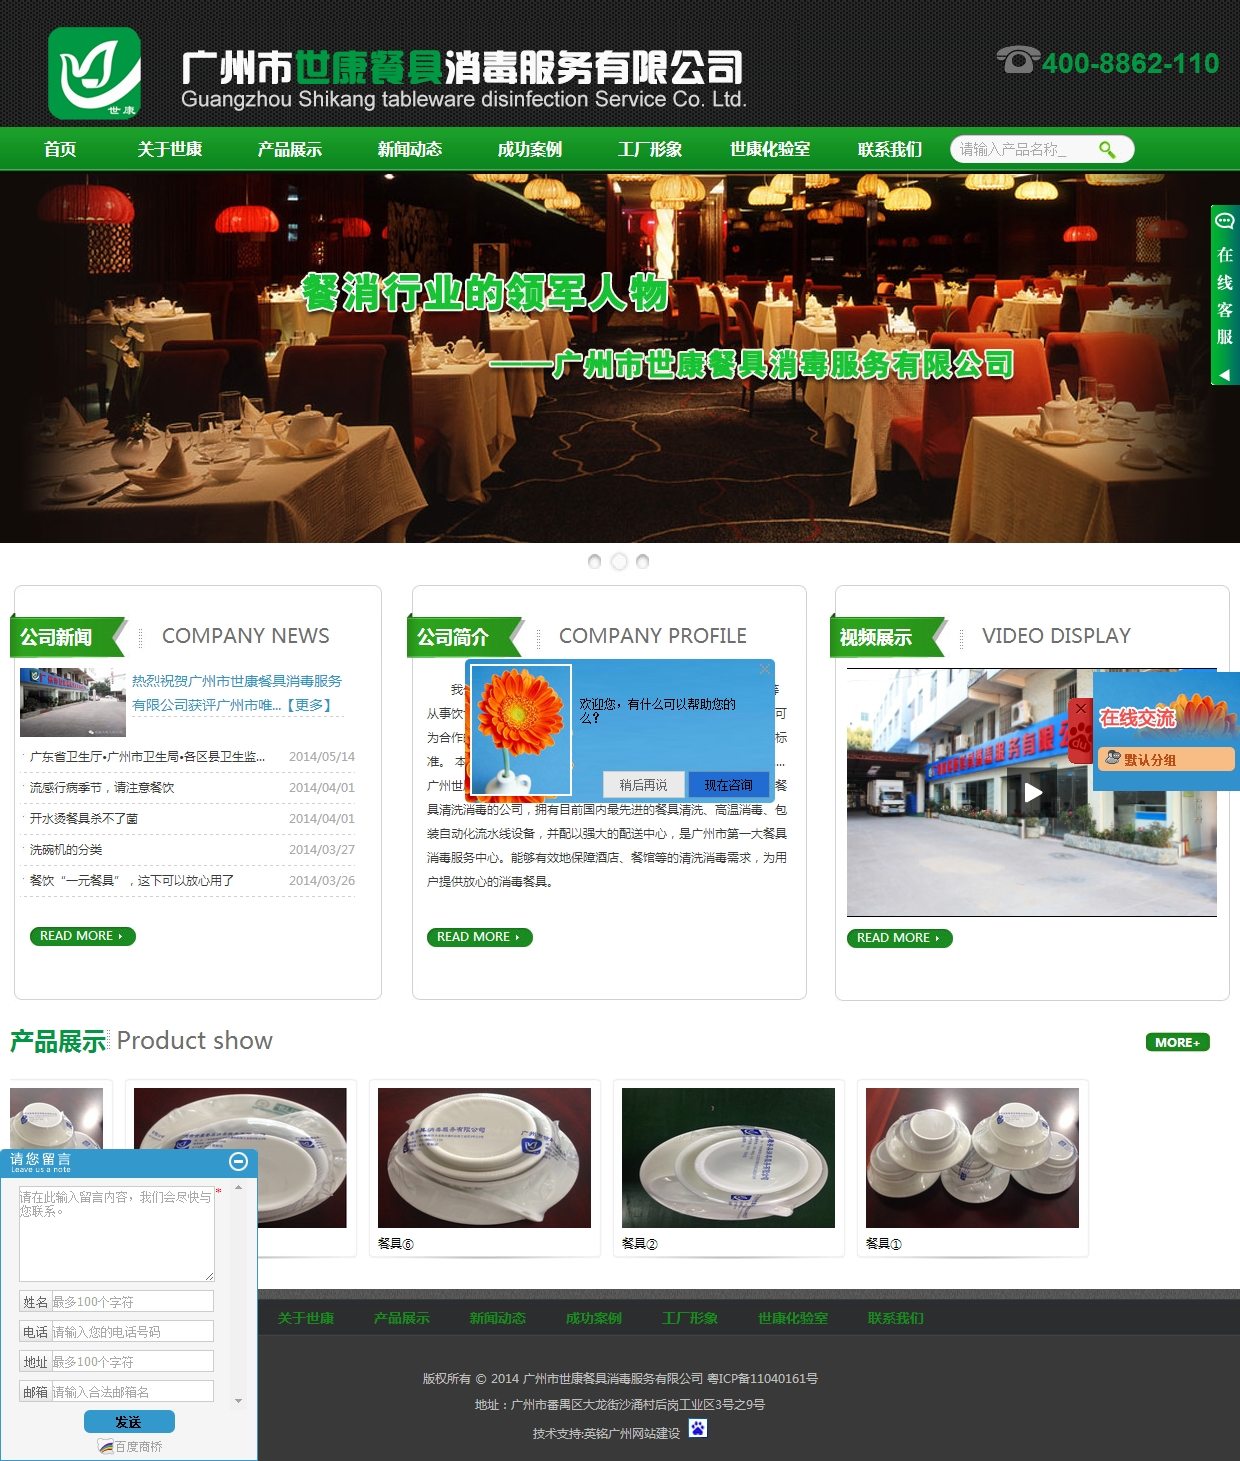 世康
广州市世康餐具消毒服务有限公司
Guangzhou Shikang tableware disinfection Service Co. Ltd.
400-8862-110
首页 关于世康 产品展示 新闻动态 成功案例 工厂形象 世康化验室 联系我们 请输入产品名称_
餐消行业的领军人物
——广州市世康餐具消毒服务有限公司
在线客服
公司新闻 COMPANY NEWS
热烈祝贺广州市世康餐具消毒服务
有限公司获评广州市唯...【更多】
广东省卫生厅•广州市卫生局•各区县卫生监... 2014/05/14
流感行病季节，请注意餐饮 2014/04/01
开水烫餐具杀不了菌 2014/04/01
洗碗机的分类 2014/03/27
餐饮“一元餐具”，这下可以放心用了 2014/03/26
READ MORE
公司简介 COMPANY PROFILE
我
从事饮 可
为合作 标
准。 本 ...
广州世 餐
具清洗消毒的公司，拥有目前国内最先进的餐具清洗、高温消毒、包
装自动化流水线设备，并配以强大的配送中心，是广州市第一大餐具
消毒服务中心。能够有效地保障酒店、餐馆等的清洗消毒需求，为用
户提供放心的消毒餐具。
READ MORE
欢迎您，有什么可以帮助您的
么？
稍后再说 现在咨询
视频展示 VIDEO DISPLAY
READ MORE
在线交流
默认分组
产品展示 Product show
MORE+
餐具⑥
餐具②
餐具①
请您留言
Leave us a note
请在此输入留言内容，我们会尽快与
您联系。
*
姓名 最多100个字符
电话 请输入您的电话号码
地址 最多100个字符
邮箱 请输入合法邮箱名
发送
百度商桥
关于世康 产品展示 新闻动态 成功案例 工厂形象 世康化验室 联系我们
版权所有 © 2014 广州市世康餐具消毒服务有限公司 粤ICP备11040161号
地址：广州市番禺区大龙街沙涌村后岗工业区3号之9号
技术支持:英铭广州网站建设